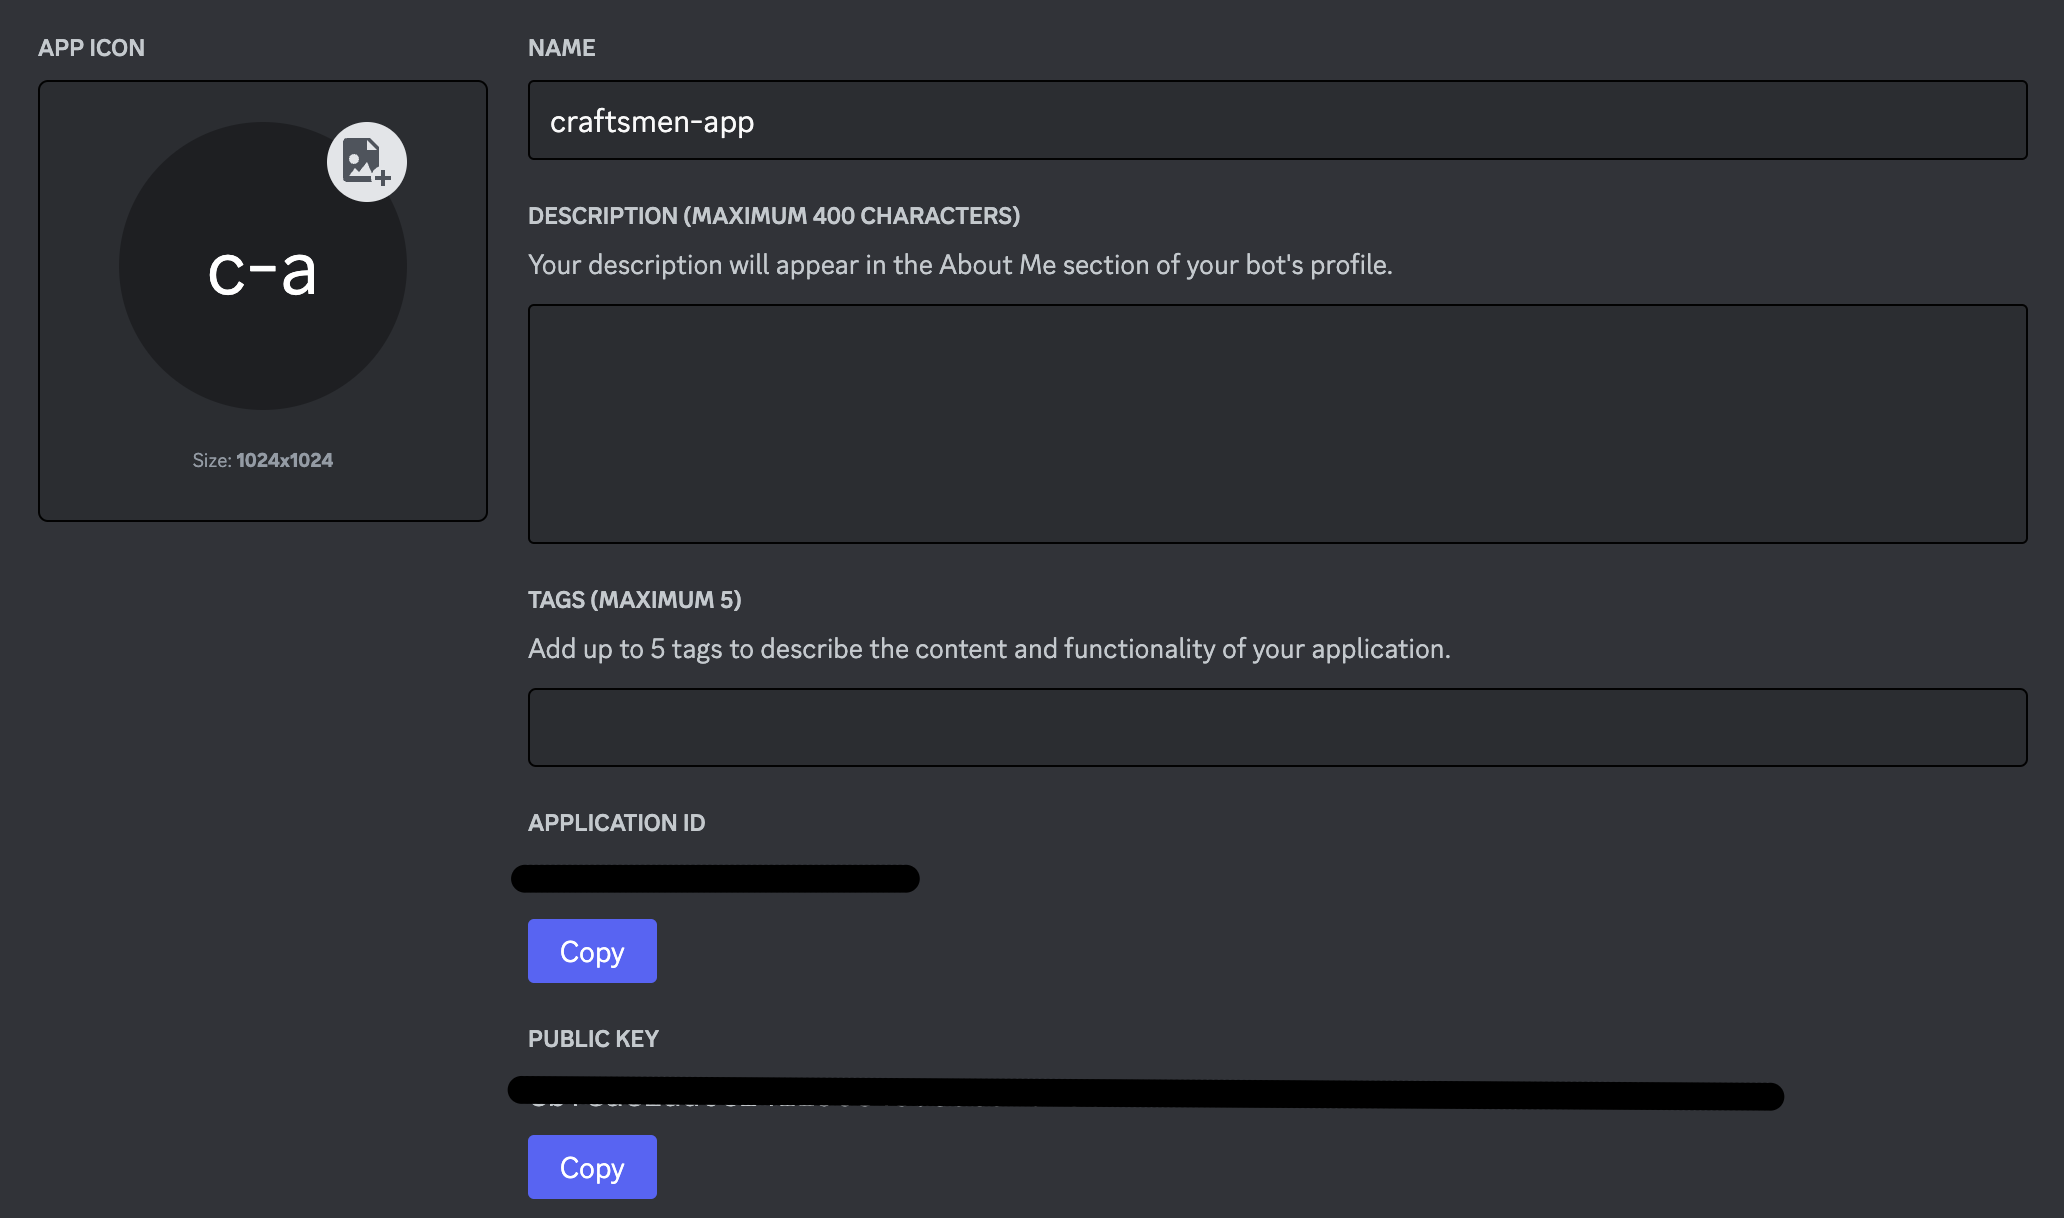 APP ICON
c-a
Size: 1024x1024
NAME
craftsmen-app
DESCRIPTION (MAXIMUM 400 CHARACTERS)
Your description will appear in the About Me section of your bot's profile.
TAGS (MAXIMUM 5)
Add up to 5 tags to describe the content and functionality of your application.
APPLICATION ID
Copy
PUBLIC KEY
Copy